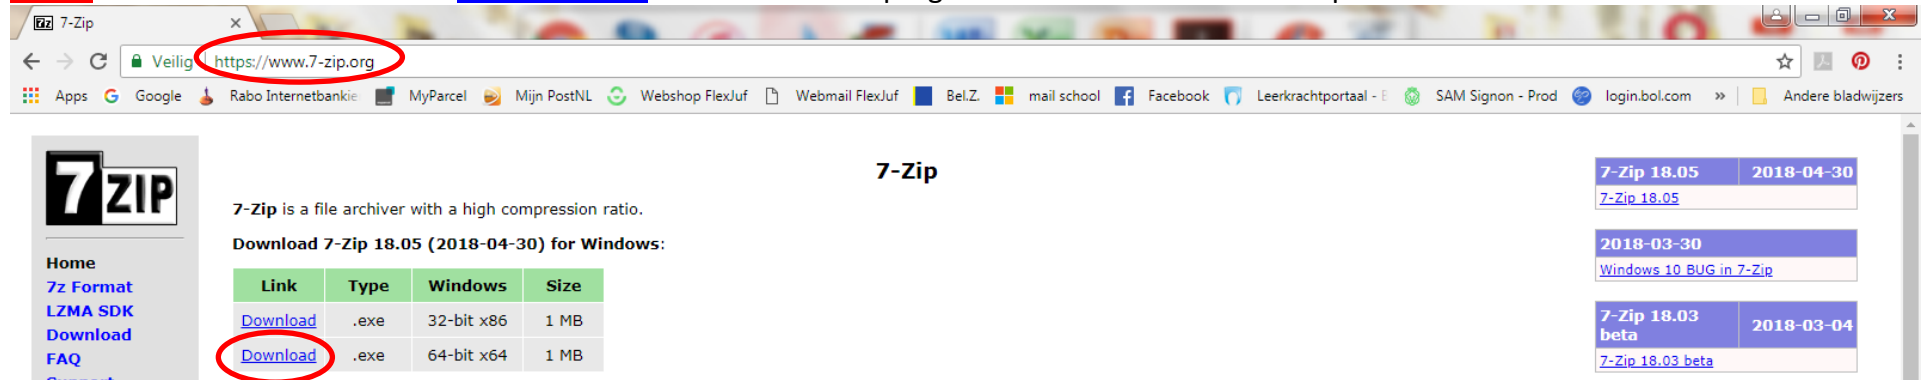 7-Zip
Veilig https://www.7-zip.org
Apps Google Rabo Internetbankie MyParcel Mijn PostNL Webshop FlexJuf Webmail FlexJuf Bel.Z. mail school Facebook Leerkrachtportaal - E SAM Signon - Prod login.bol.com » Andere bladwijzers
7ZIP
Home
7z Format
LZMA SDK
Download
FAQ
7-Zip
7-Zip is a file archiver with a high compression ratio.
Download 7-Zip 18.05 (2018-04-30) for Windows:
Link Type Windows Size
Download .exe 32-bit x86 1 MB
Download .exe 64-bit x64 1 MB
7-Zip 18.05 2018-04-30
7-Zip 18.05
2018-03-30
Windows 10 BUG in 7-Zip
7-Zip 18.03
beta 2018-03-04
7-Zip 18.03 beta